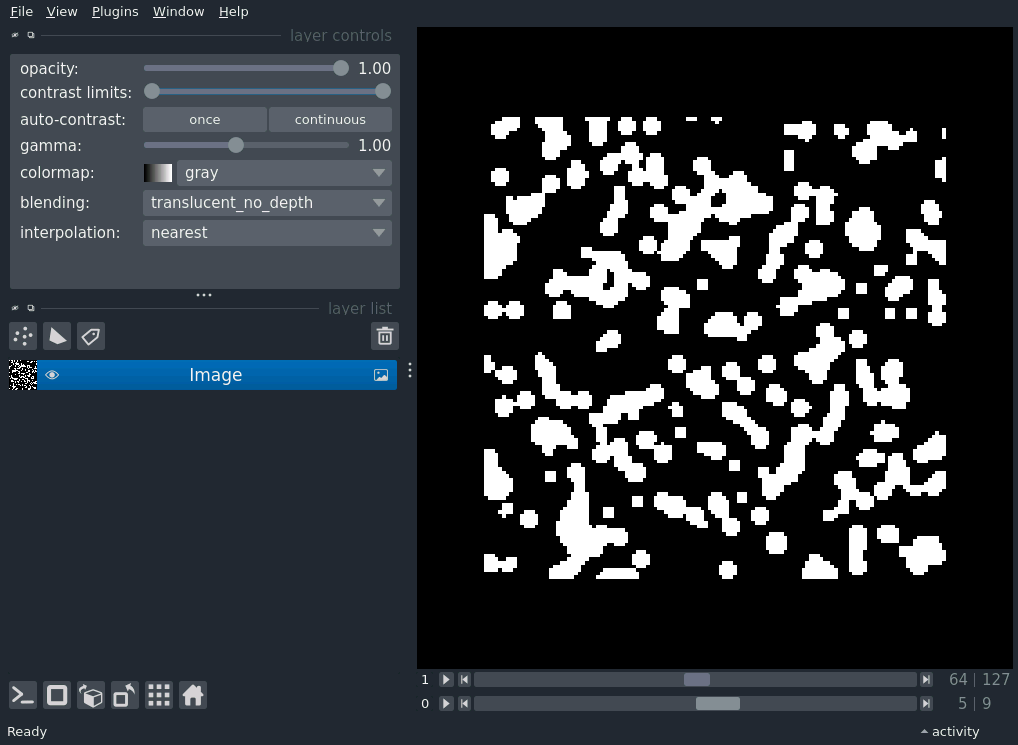 File View Plugins Window Help
layer controls
opacity: 1.00
contrast limits:
auto-contrast: once continuous
gamma: 1.00
colormap: gray
blending: translucent_no_depth
interpolation: nearest
layer list
Image
1 64 | 127
0 5 | 9
Ready activity